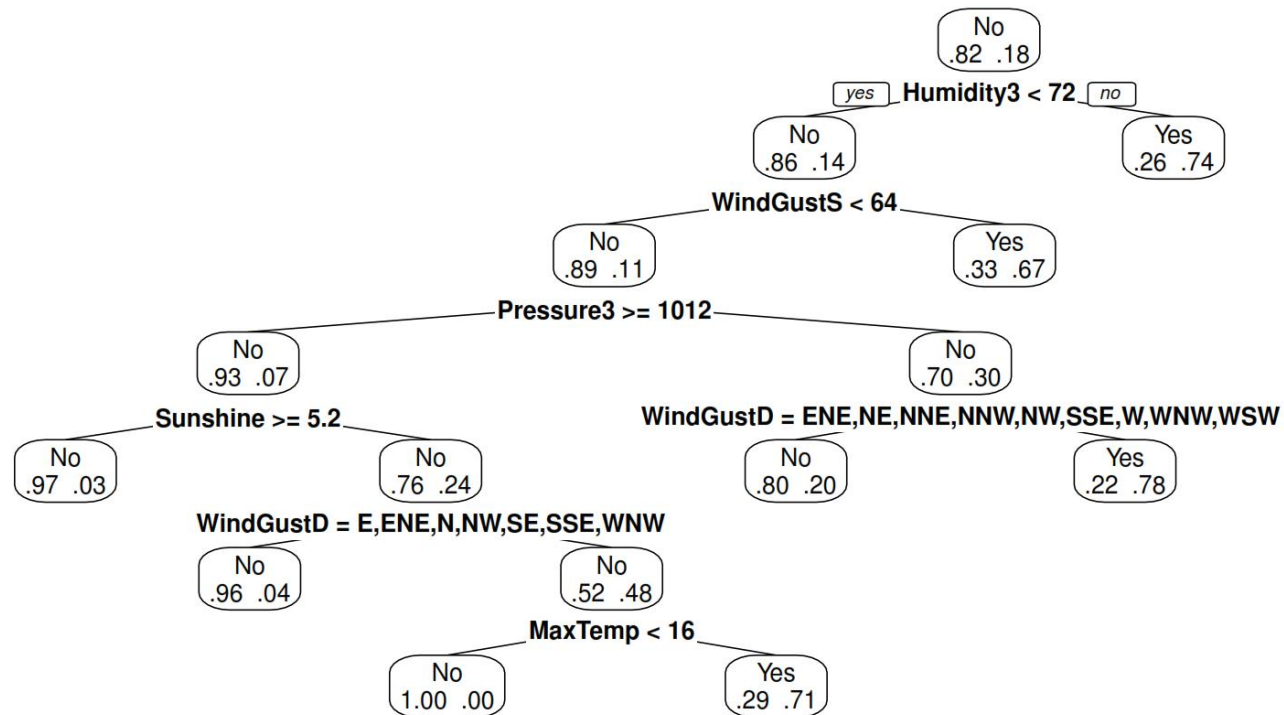 No
.82 .18
yes Humidity3 < 72 no
No Yes
.86 .14 .26 .74
WindGustS < 64
No Yes
.89 .11 .33 .67
Pressure3 >= 1012
No No
.93 .07 .70 .30
Sunshine >= 5.2 WindGustD = ENE,NE,NNE,NNW,NW,SSE,W,WNW,WSW
No No No Yes
.97 .03 .76 .24 .80 .20 .22 .78
WindGustD = E,ENE,N,NW,SE,SSE,WNW
No No
.96 .04 .52 .48
MaxTemp < 16
No Yes
1.00 .00 .29 .71